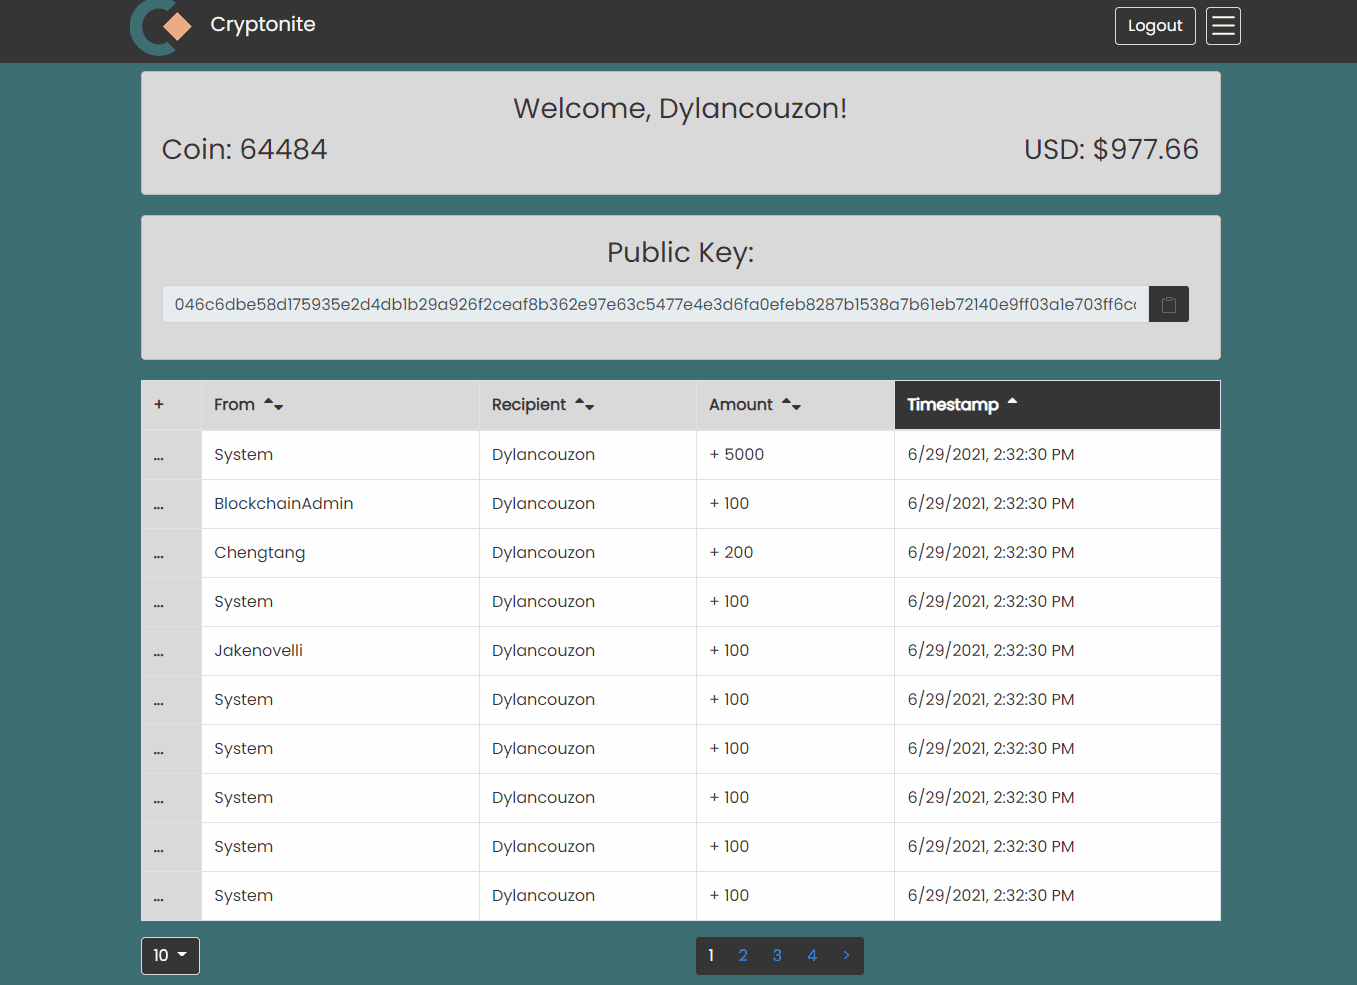 Cryptonite
Logout
Welcome, Dylancouzon!
Coin: 64484 USD: $977.66
Public Key:
046c6dbe58d175935e2d4db1b29a926f2ceaf8b362e97e63c5477e4e3d6fa0efeb8287b1538a7b61eb72140e9ff03a1e703ff6c
+ From Recipient Amount Timestamp
... System Dylancouzon + 5000 6/29/2021, 2:32:30 PM
... BlockchainAdmin Dylancouzon + 100 6/29/2021, 2:32:30 PM
... Chengtang Dylancouzon + 200 6/29/2021, 2:32:30 PM
... System Dylancouzon + 100 6/29/2021, 2:32:30 PM
... Jakenovelli Dylancouzon + 100 6/29/2021, 2:32:30 PM
... System Dylancouzon + 100 6/29/2021, 2:32:30 PM
... System Dylancouzon + 100 6/29/2021, 2:32:30 PM
... System Dylancouzon + 100 6/29/2021, 2:32:30 PM
... System Dylancouzon + 100 6/29/2021, 2:32:30 PM
... System Dylancouzon + 100 6/29/2021, 2:32:30 PM
10 1 2 3 4 >